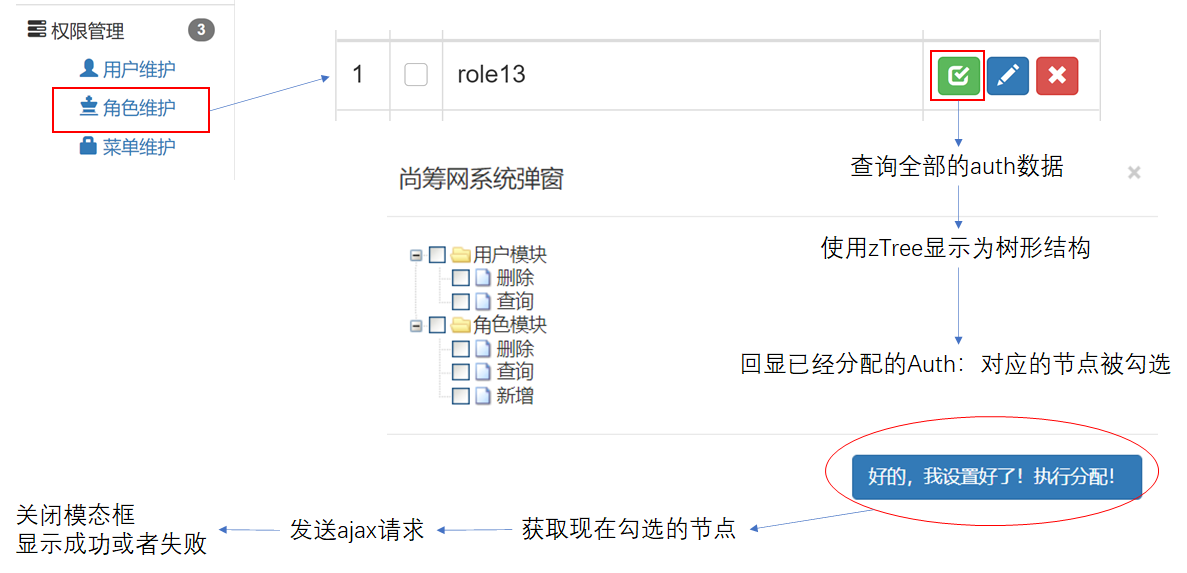 权限管理
3
用户维护
角色维护
菜单维护
1
role13
查询全部的auth数据
尚筹网系统弹窗
×
使用zTree显示为树形结构
用户模块
删除
查询
角色模块
删除
查询
新增
回显已经分配的Auth：对应的节点被勾选
好的，我设置好了！执行分配！
获取现在勾选的节点
发送ajax请求
关闭模态框
显示成功或者失败